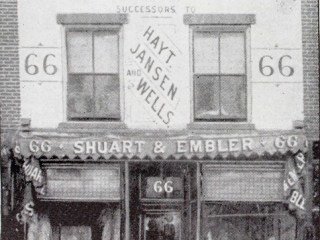 SUCCESSORS TO
HAYT,
JANSEN
AND
WELLS
66
66
66 SHUART & EMBLER 66
66